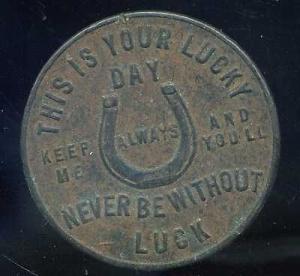 THIS IS YOUR LUCKY
DAY
KEEP ME
ALWAYS
AND YOU'LL
NEVER BE WITHOUT
LUCK